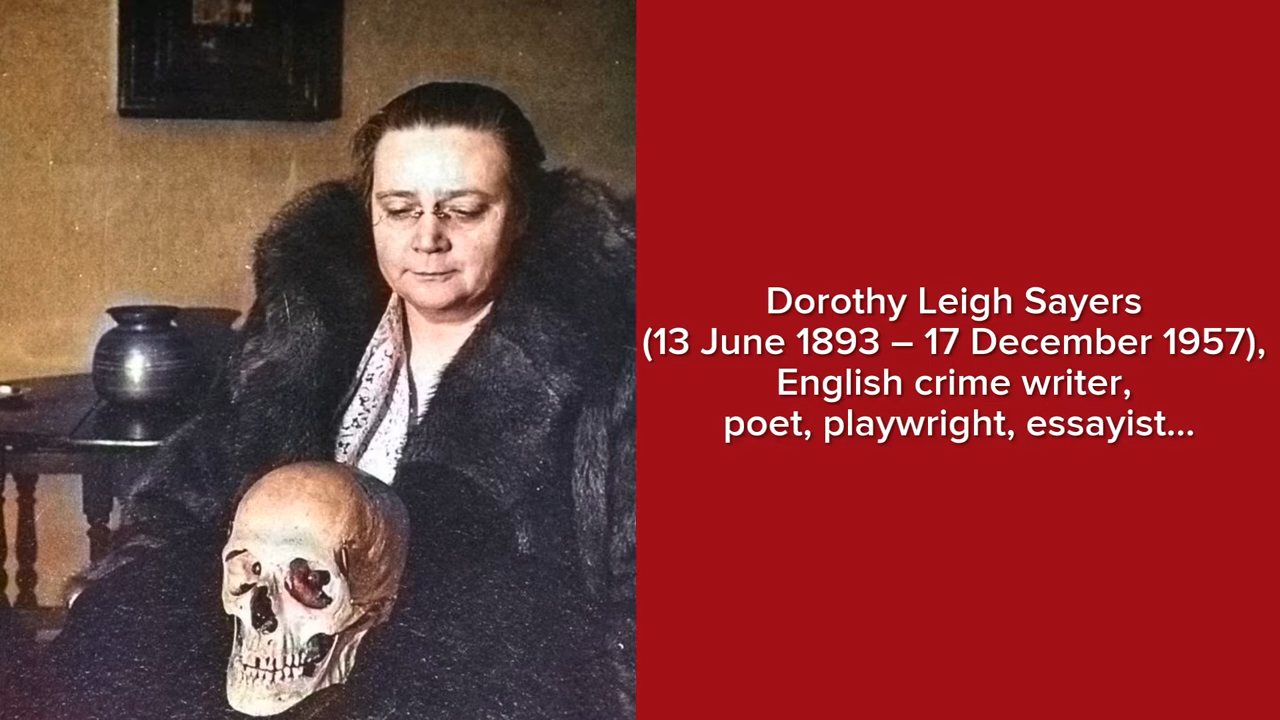 Dorothy Leigh Sayers
(13 June 1893 – 17 December 1957),
English crime writer,
poet, playwright, essayist...